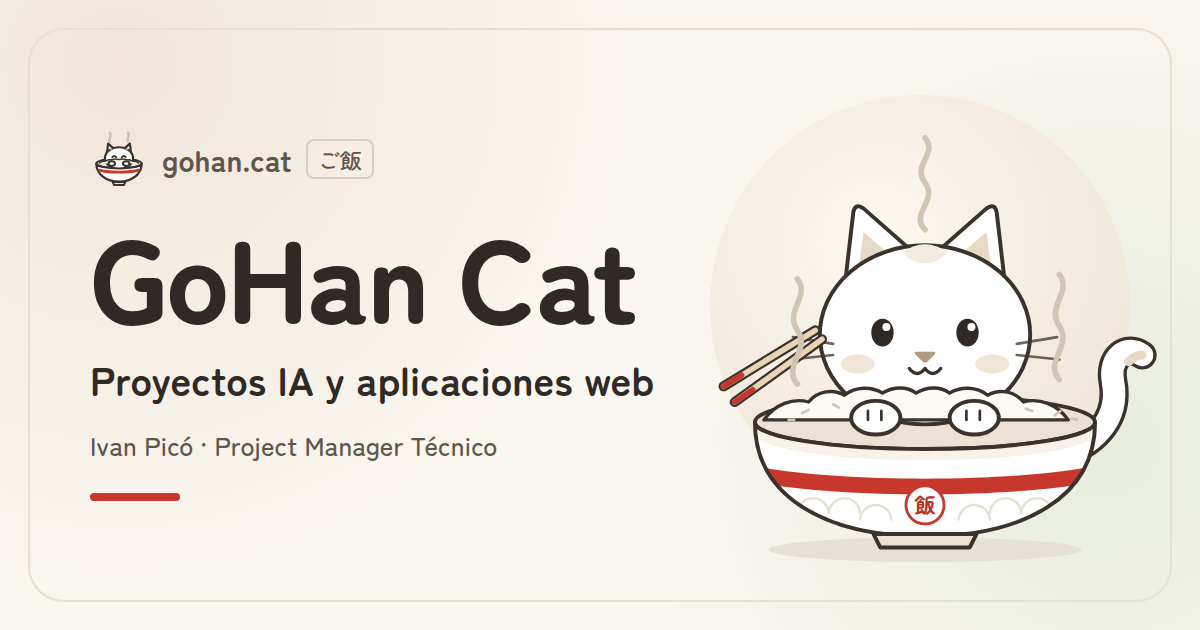 gohan.cat ご飯
GoHan Cat
Proyectos IA y aplicaciones web
Ivan Picó · Project Manager Técnico
飯